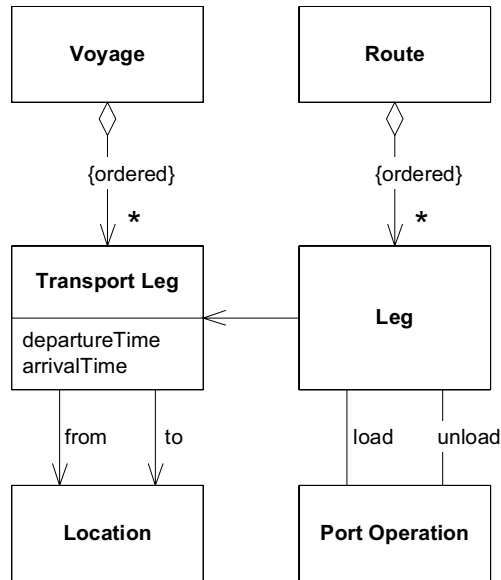 Voyage
Route
{ordered}
{ordered}
*
*
Transport Leg
departureTime
arrivalTime
Leg
from
to
load
unload
Location
Port Operation